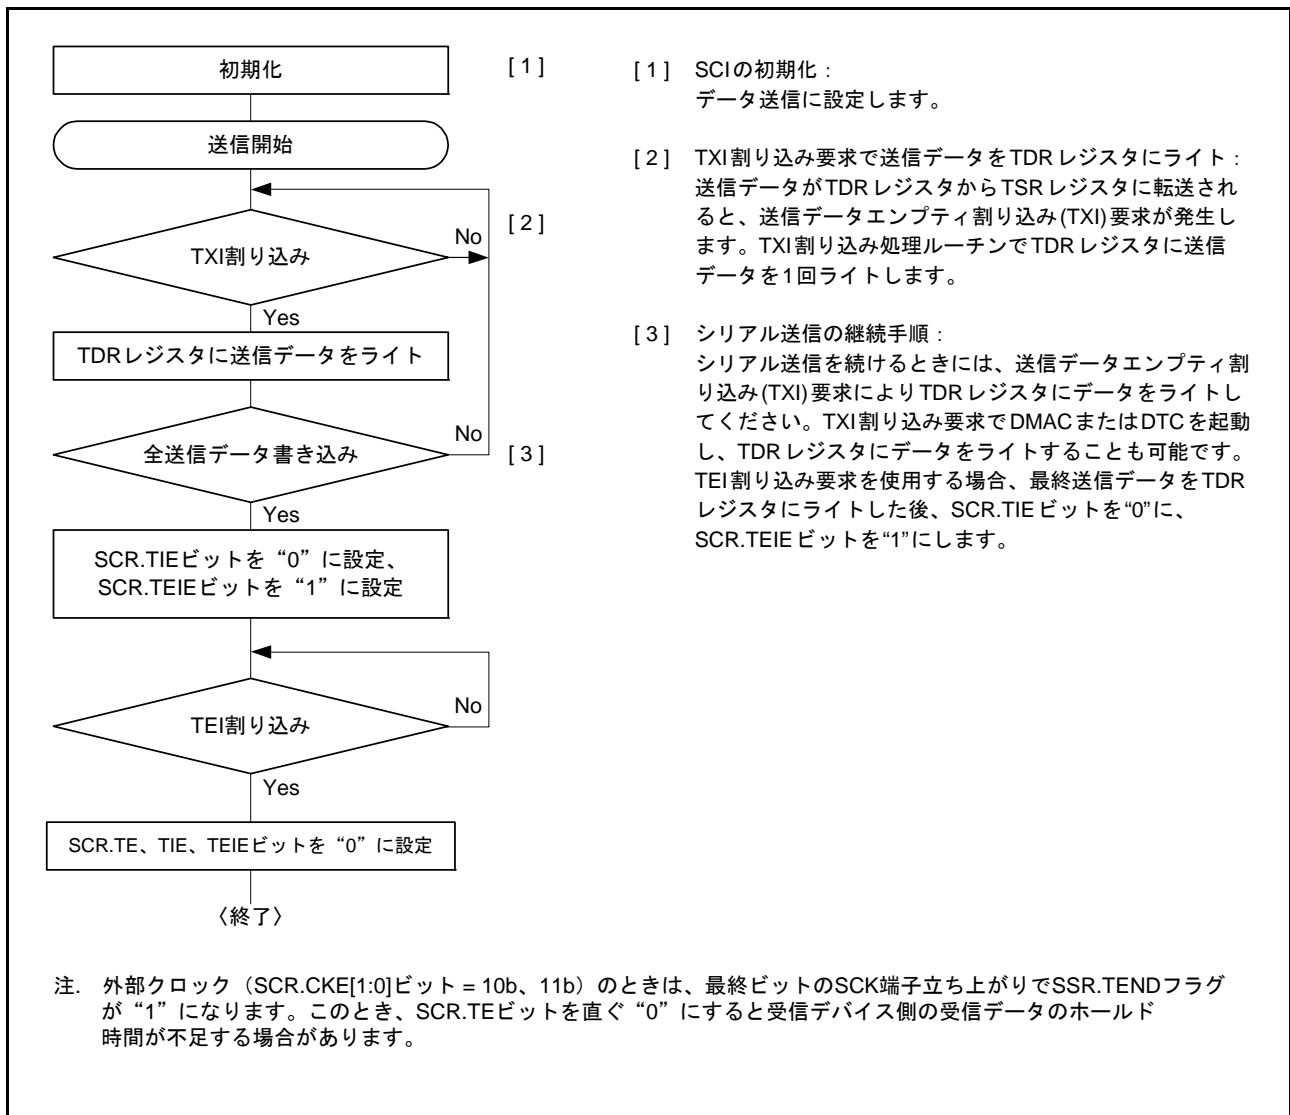 初期化
[ 1 ]
送信開始
TXI割り込み
No
[ 2 ]
Yes
TDRレジスタに送信データをライト
全送信データ書き込み
No
[ 3 ]
Yes
SCR.TIEビットを“0”に設定、
SCR.TEIEビットを“1”に設定
TEI割り込み
No
Yes
SCR.TE、TIE、TEIEビットを“0”に設定
〈終了〉
[ 1 ] SCIの初期化：
データ送信に設定します。
[ 2 ] TXI割り込み要求で送信データをTDRレジスタにライト：
送信データがTDRレジスタからTSRレジスタに転送され
ると、送信データエンプティ割り込み(TXI)要求が発生し
ます。TXI割り込み処理ルーチンでTDRレジスタに送信
データを1回ライトします。
[ 3 ] シリアル送信の継続手順：
シリアル送信を続けるときには、送信データエンプティ割
り込み(TXI)要求によりTDRレジスタにデータをライトし
てください。TXI割り込み要求でDMACまたはDTCを起動
し、TDRレジスタにデータをライトすることも可能です。
TEI割り込み要求を使用する場合、最終送信データをTDR
レジスタにライトした後、SCR.TIEビットを“0”に、
SCR.TEIEビットを“1”にします。
注. 外部クロック（SCR.CKE[1:0]ビット = 10b、11b）のときは、最終ビットのSCK端子立ち上がりでSSR.TENDフラグ
が“1”になります。このとき、SCR.TEビットを直ぐ“0”にすると受信デバイス側の受信データのホールド
時間が不足する場合があります。